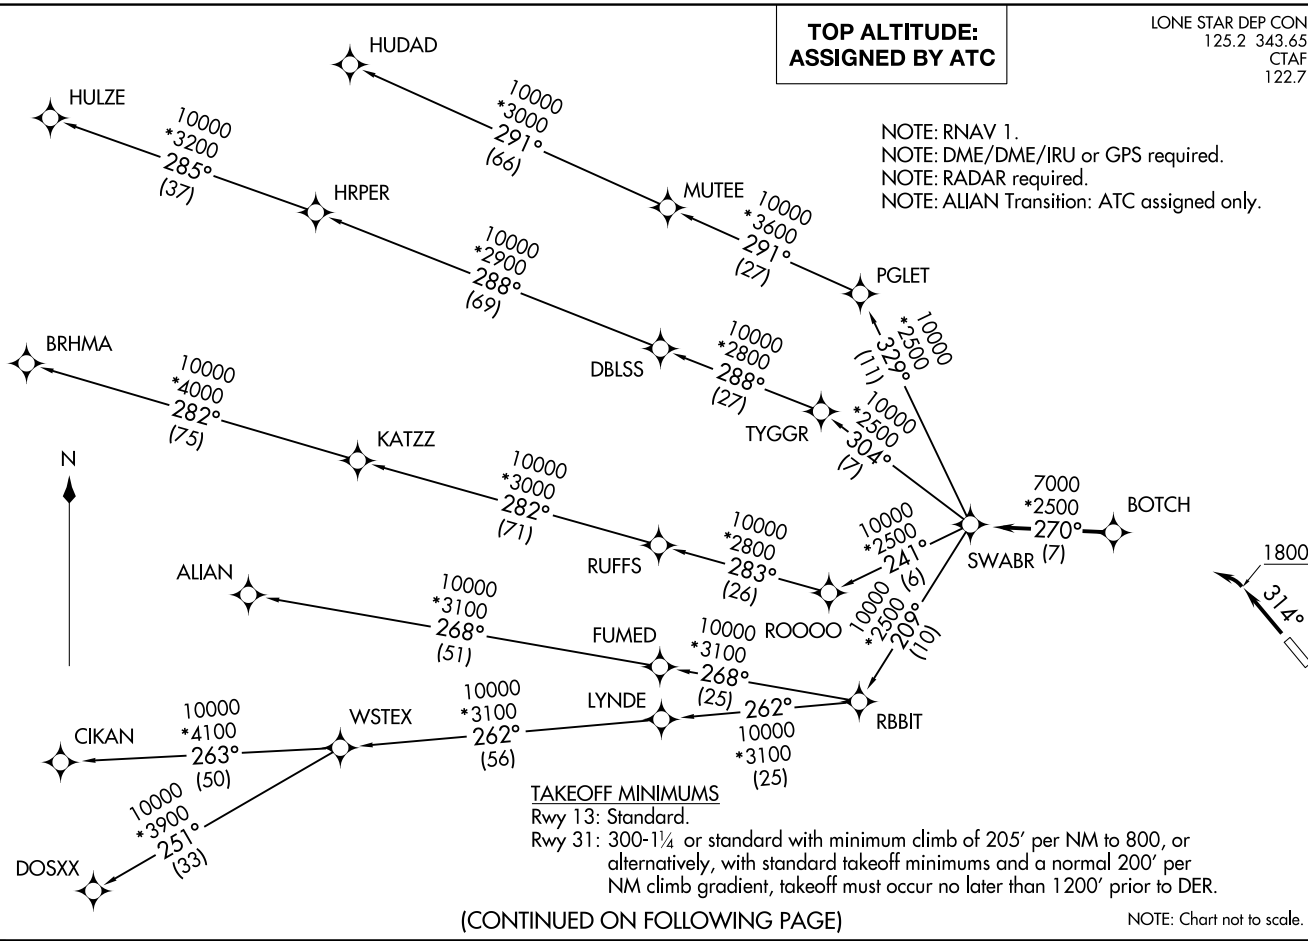 TOP ALTITUDE:
ASSIGNED BY ATC
LONE STAR DEP CON
125.2 343.65
CTAF
122.7
NOTE: RNAV 1.
NOTE: DME/DME/IRU or GPS required.
NOTE: RADAR required.
NOTE: ALIAN Transition: ATC assigned only.
HUDAD
10000
*3000
291°
(66)
HULZE
10000
*3200
285°
(37)
HRPER
MUTEE
10000
*3600
291°
(27)
PGLET
10000
*2900
288°
(69)
10000
*2500
329°
(11)
BRHMA
10000
*4000
282°
(75)
DBLSS
10000
*2800
288°
(27)
TYGGR
10000
*2500
304°
(7)
KATZZ
N
10000
*3000
282°
(71)
7000
*2500
270°
(7)
BOTCH
SWABR
RUFFS
10000
*2800
283°
(26)
10000
*2500
241°
(6)
ROOOO
10000
*2500
209°
(10)
1800
314°
ALIAN
10000
*3100
268°
(51)
FUMED
10000
*3100
268°
(25)
RBBIT
LYNDE
262°
10000
*3100
(25)
WSTEX
10000
*3100
262°
(56)
CIKAN
10000
*4100
263°
(50)
10000
*3900
251°
(33)
DOSXX
TAKEOFF MINIMUMS
Rwy 13: Standard.
Rwy 31: 300-1¼ or standard with minimum climb of 205' per NM to 800, or
alternatively, with standard takeoff minimums and a normal 200' per
NM climb gradient, takeoff must occur no later than 1200' prior to DER.
(CONTINUED ON FOLLOWING PAGE)
NOTE: Chart not to scale.